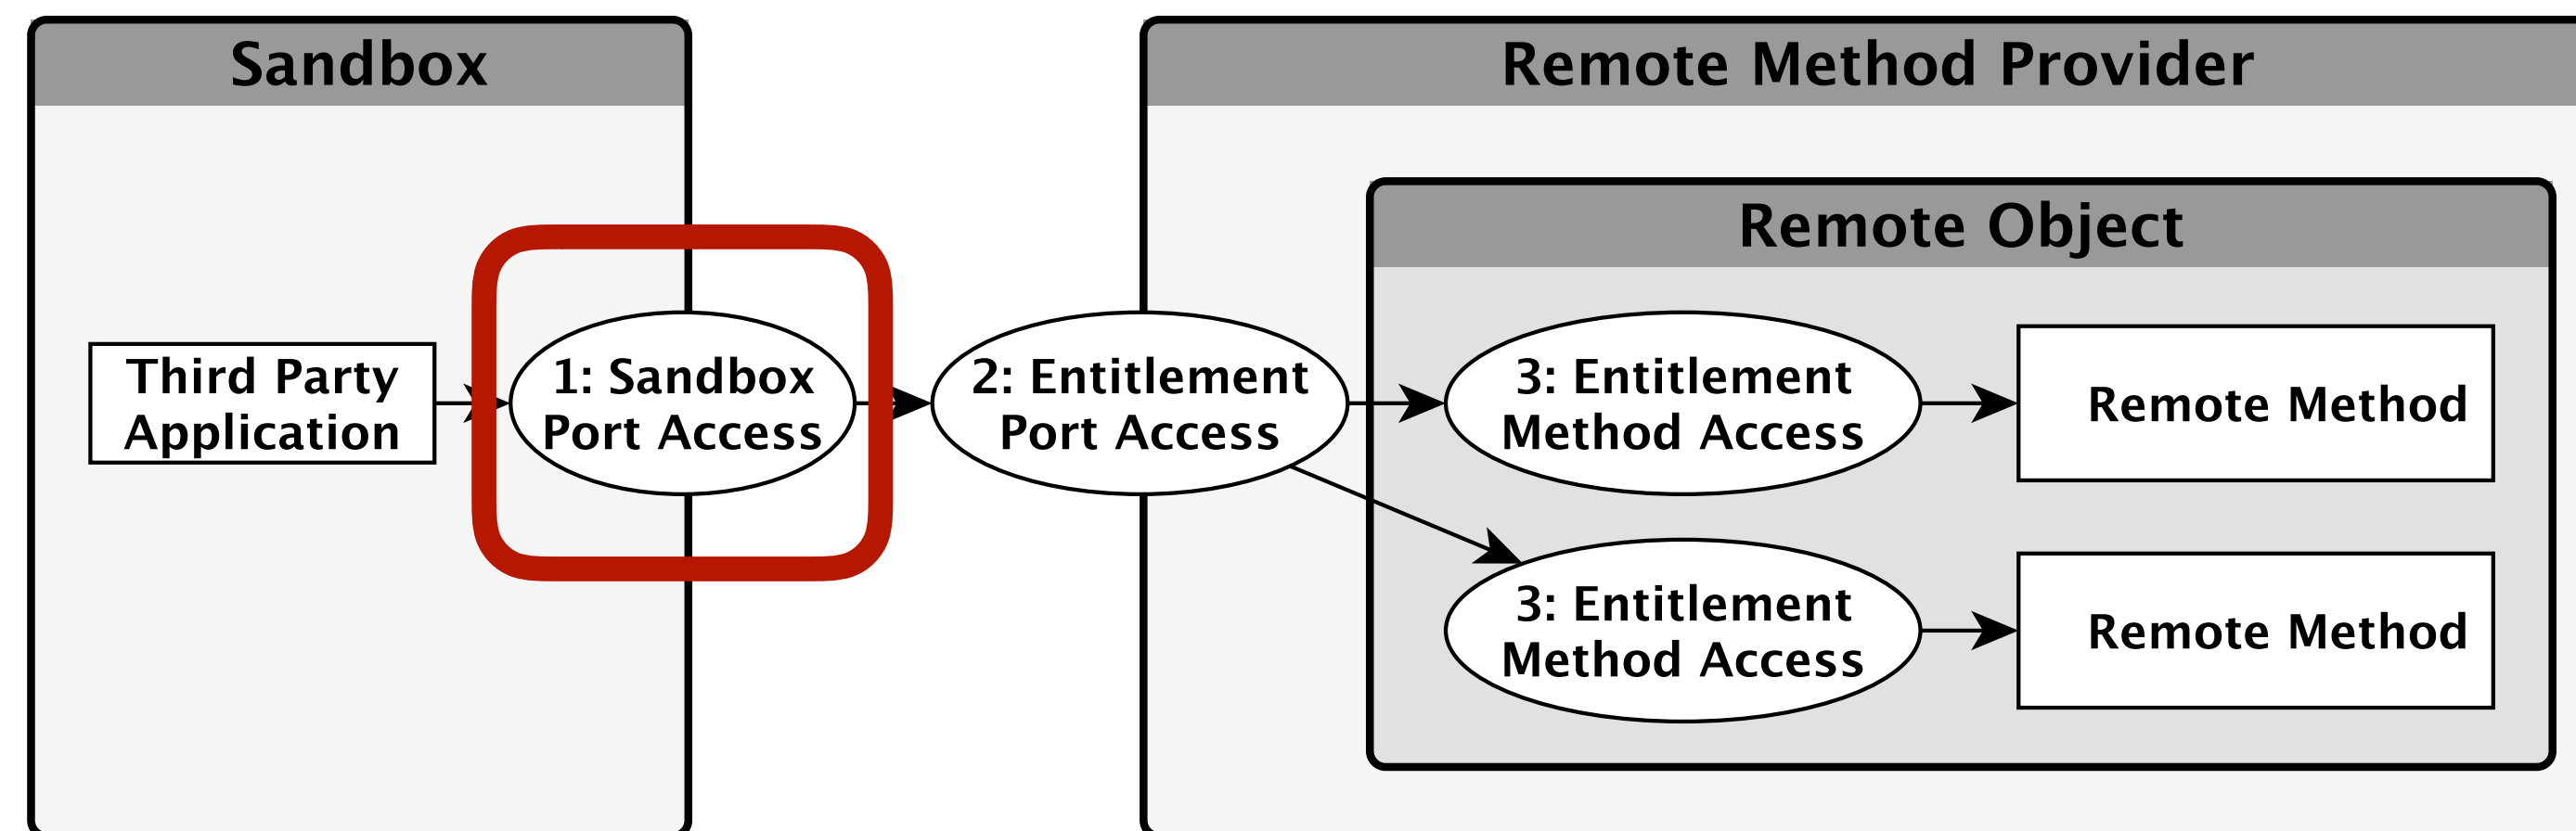 Sandbox
Remote Method Provider
Remote Object
Third Party
Application
1: Sandbox
Port Access
2: Entitlement
Port Access
3: Entitlement
Method Access
Remote Method
3: Entitlement
Method Access
Remote Method